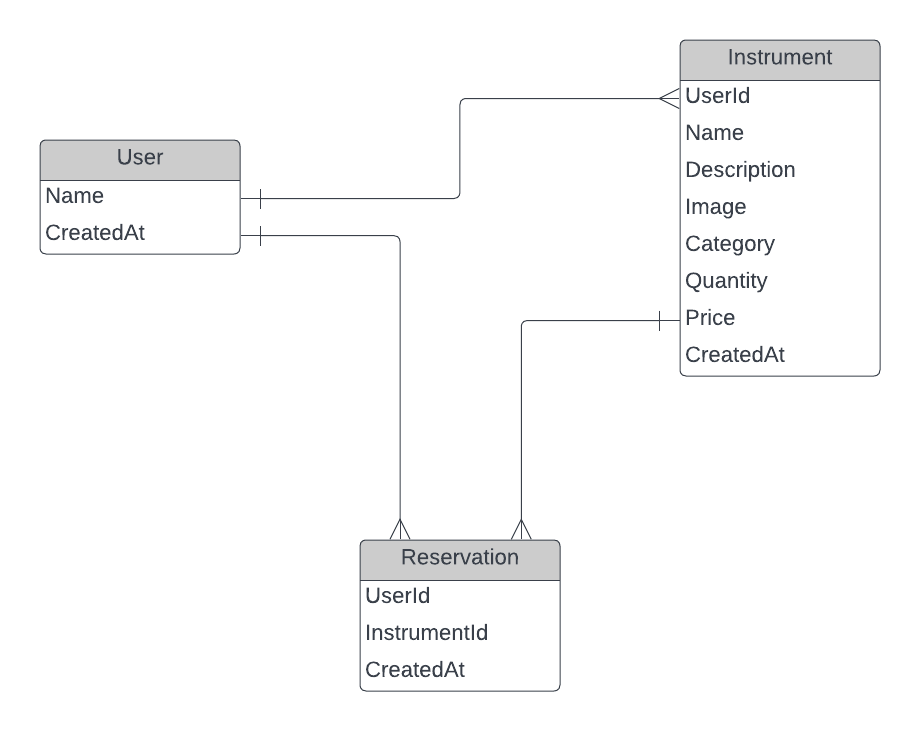 User
Name
CreatedAt
Instrument
UserId
Name
Description
Image
Category
Quantity
Price
CreatedAt
Reservation
UserId
InstrumentId
CreatedAt